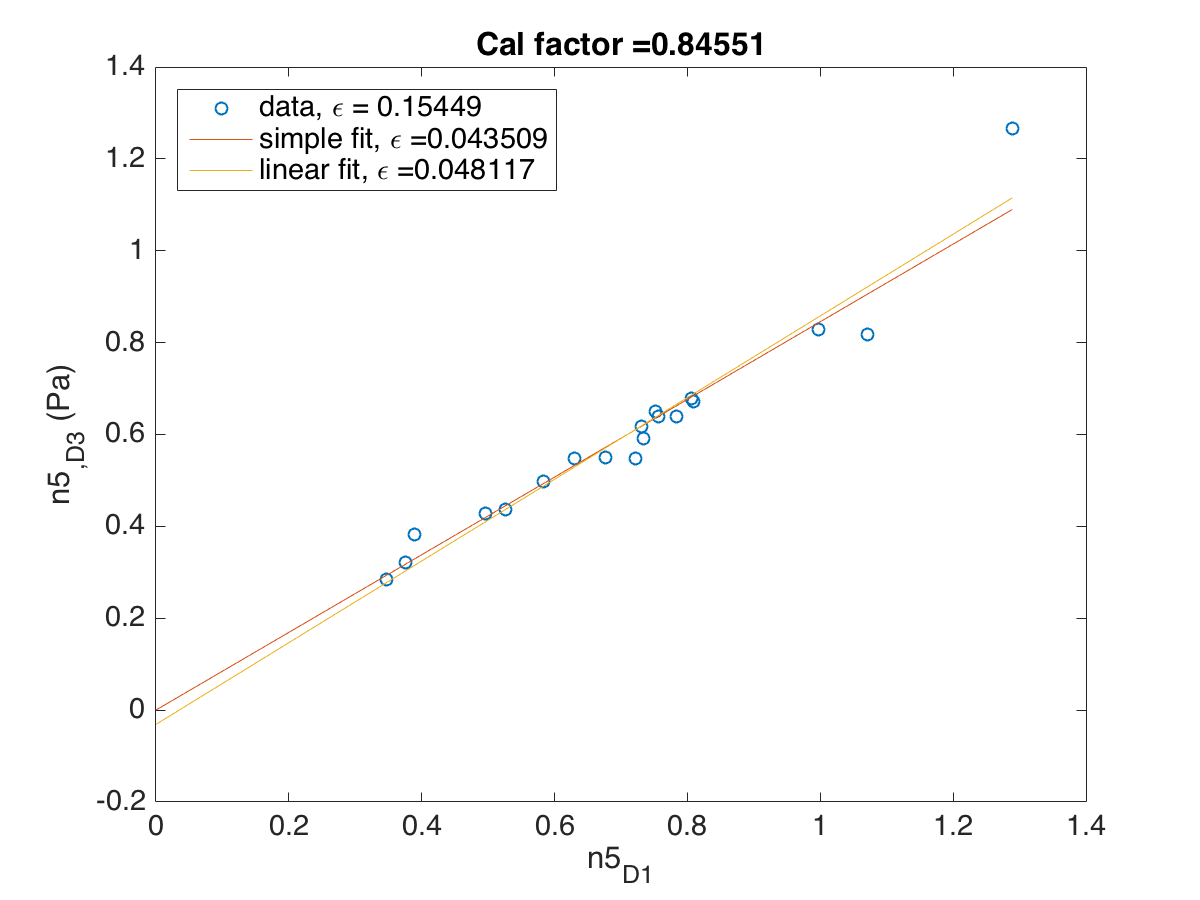 Cal factor =0.84551
1.4
1.2
1
0.8
0.6
0.4
0.2
0
-0.2
data, ϵ = 0.15449
simple fit, ϵ =0.043509
linear fit, ϵ =0.048117
n5,D3 (Pa)
0 0.2 0.4 0.6 0.8 1 1.2 1.4
n5D1